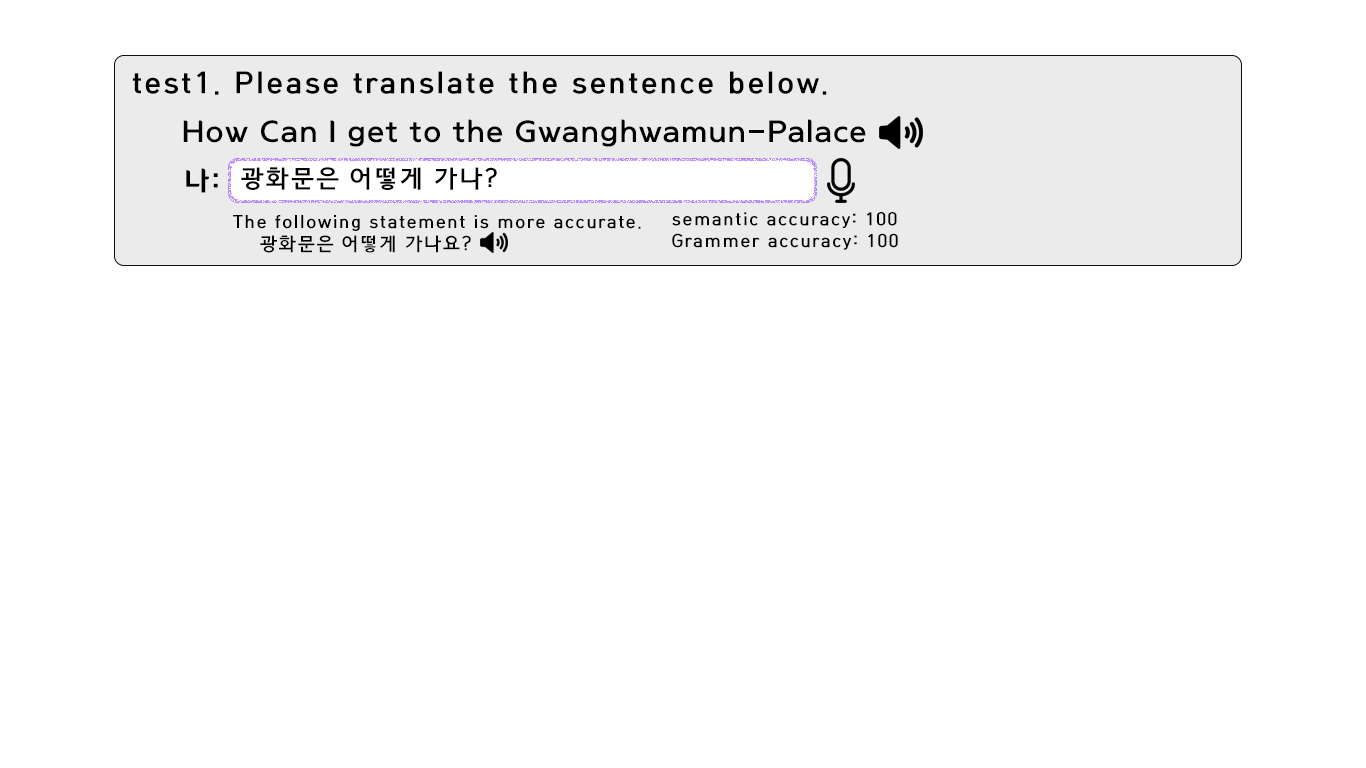 test1. Please translate the sentence below.
How Can I get to the Gwanghwamun-Palace
나: 광화문은 어떻게 가나?
The following statement is more accurate.
광화문은 어떻게 가나요?
semantic accuracy: 100
Grammer accuracy: 100